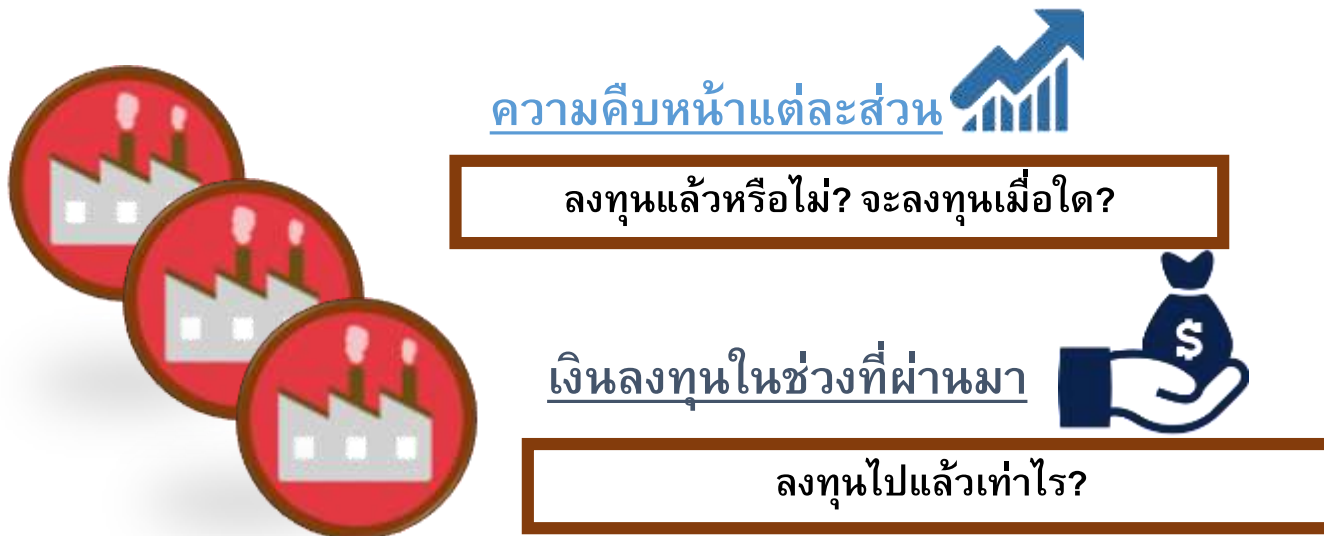 ความคืบหน้าแต่ละส่วน
ลงทุนแล้วหรือไม่? จะลงทุนเมื่อใด?
$
เงินลงทุนในช่วงที่ผ่านมา
ลงทุนไปแล้วเท่าไร?